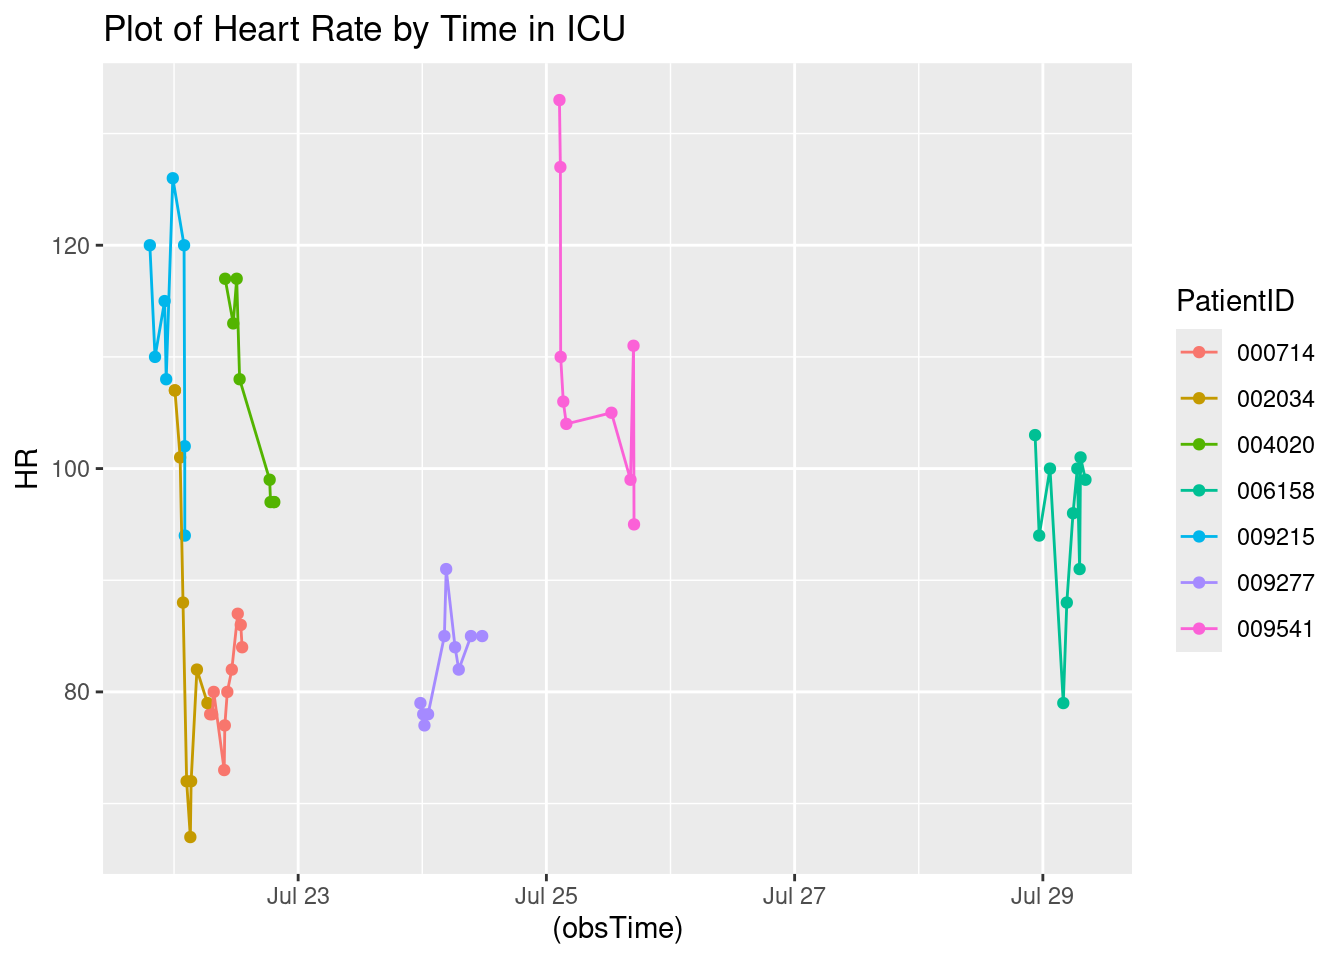 Plot of Heart Rate by Time in ICU
120
100
80
HR
Jul 23
Jul 25
Jul 27
Jul 29
(obsTime)
PatientID
000714
002034
004020
006158
009215
009277
009541